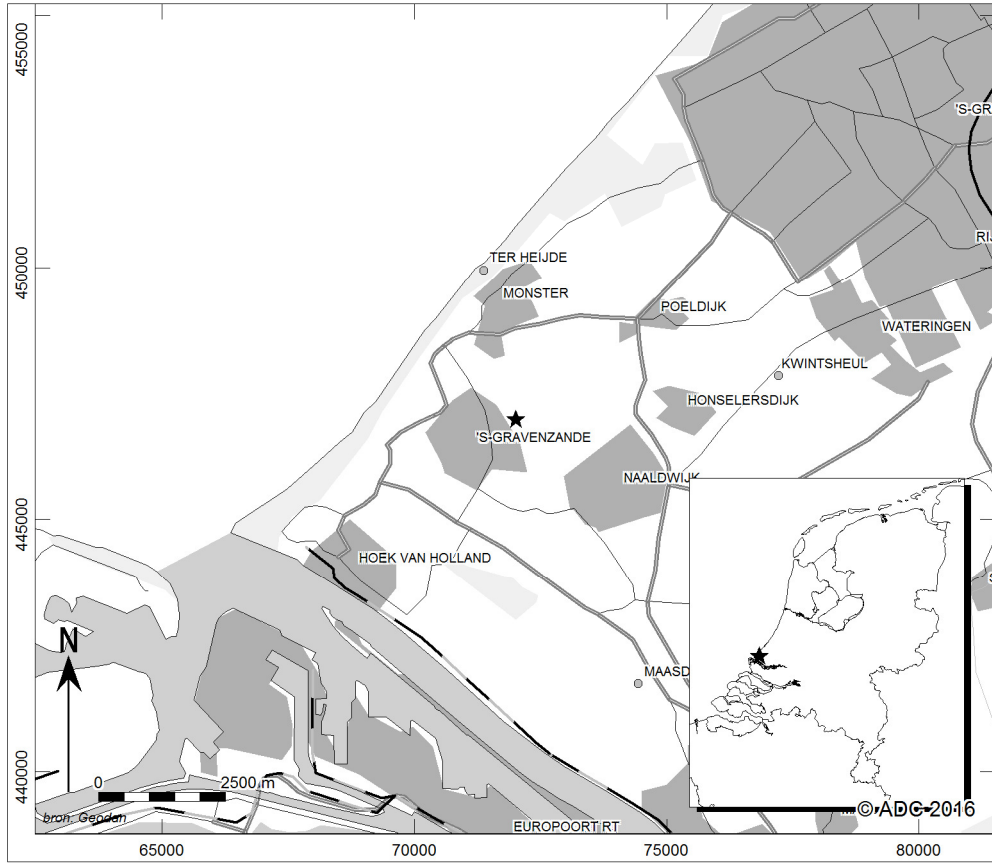 455000
'S-GR
RIJ
450000
TER HEIJDE
MONSTER
POELDIJK
WATERINGEN
KWINTSHEUL
HONSELERSDIJK
'S-GRAVENZANDE
NAALDWIJK
445000
HOEK VAN HOLLAND
N
MAASD
440000
0 2500 m
bron: Geodan
EUROPOORT RT
© ADC 2016
65000 70000 75000 80000